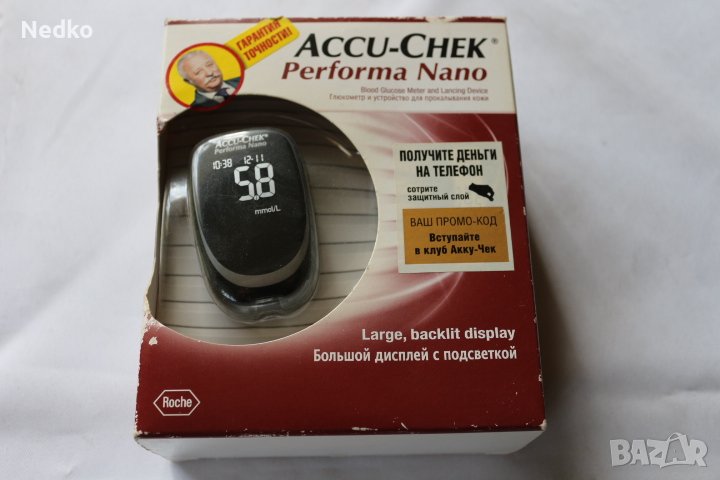 Nedko
ГАРАНТИЯ
ТОЧНОСТИ!
ACCU-CHEK®
Performa Nano
Blood Glucose Meter and Lancing Device
Глюкометр и устройство для прокалывания кожи
ACCU-CHEK®
Performa Nano
10:38 12-11
5.8
mmol/L
ПОЛУЧИТЕ ДЕНЬГИ
НА ТЕЛЕФОН
сотрите
защитный слой
ВАШ ПРОМО-КОД
Вступайте
в клуб Акку-Чек
Large, backlit display
Большой дисплей с подсветкой
Roche
BAZAR